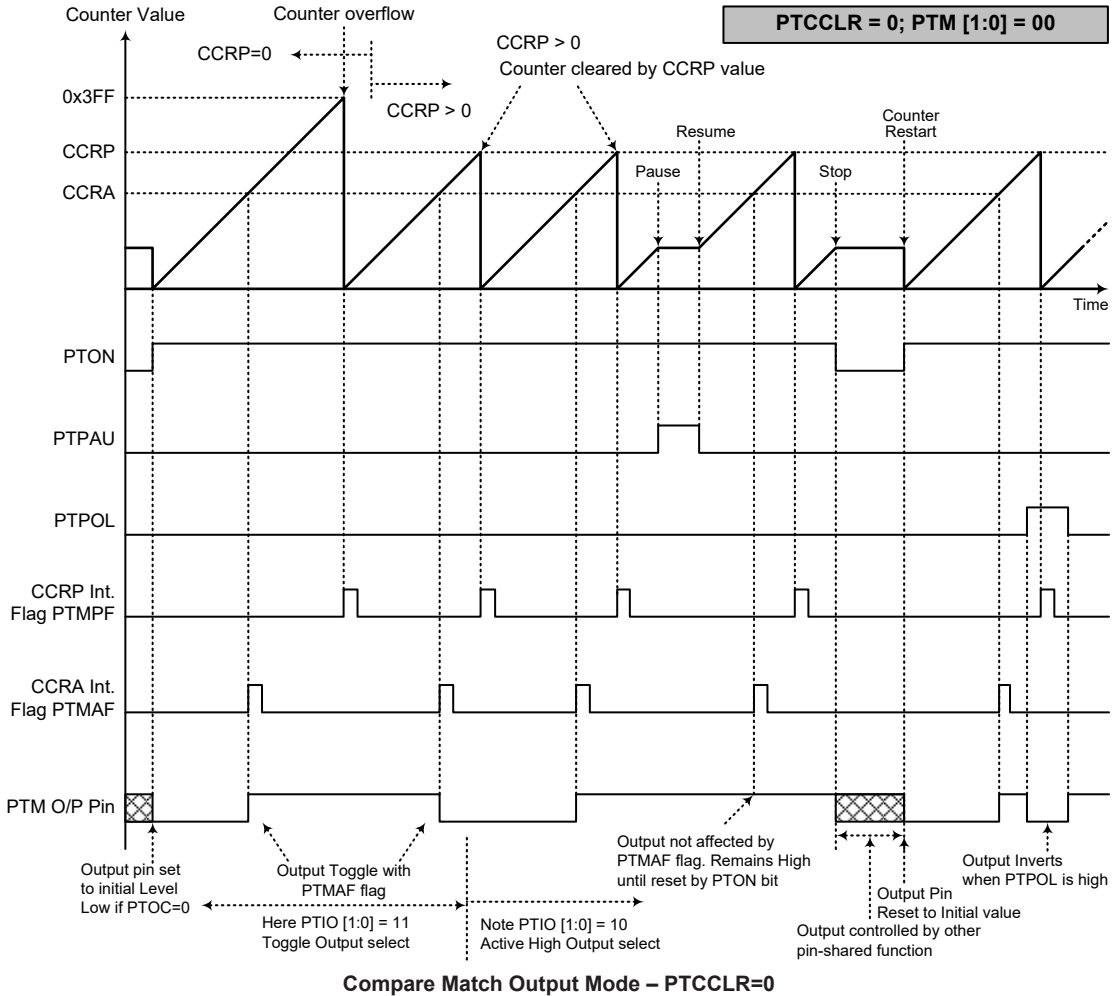 Counter Value
Counter overflow
PTCCLR = 0; PTM [1:0] = 00
CCRP=0
CCRP > 0
CCRP > 0
Counter cleared by CCRP value
0x3FF
CCRP
CCRA
Pause
Resume
Stop
Counter
Restart
Time
PTON
PTPAU
PTPOL
CCRP Int.
Flag PTMPF
CCRA Int.
Flag PTMAF
PTM O/P Pin
Output pin set
to initial Level
Low if PTOC=0
Output Toggle with
PTMAF flag
Here PTIO [1:0] = 11
Toggle Output select
Note PTIO [1:0] = 10
Active High Output select
Output not affected by
PTMAF flag. Remains High
until reset by PTON bit
Output Pin
Reset to Initial value
Output controlled by other
pin-shared function
Output Inverts
when PTPOL is high
Compare Match Output Mode – PTCCLR=0